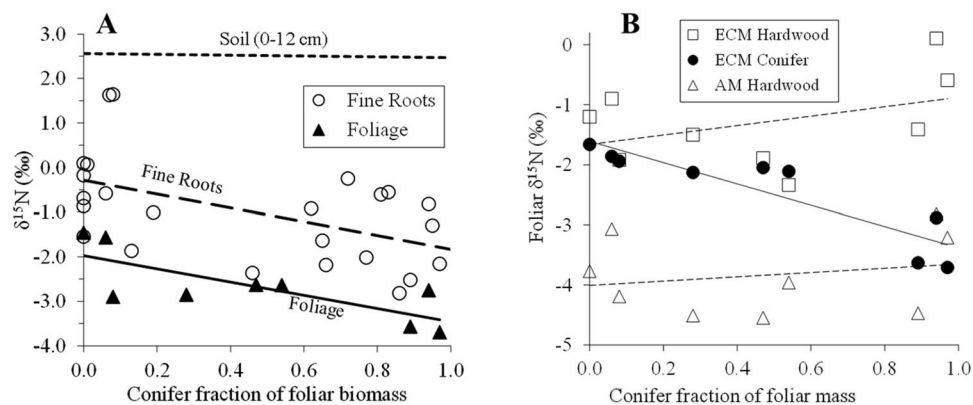 A
3.0
2.0
1.0
0.0
-1.0
-2.0
-3.0
-4.0
δ¹⁵N (‰)
Soil (0-12 cm)
Fine Roots
Foliage
Fine Roots
Foliage
0.0 0.2 0.4 0.6 0.8 1.0
Conifer fraction of foliar biomass
B
0
-1
-2
-3
-4
-5
Foliar δ¹⁵N (‰)
ECM Hardwood
ECM Conifer
AM Hardwood
0.0 0.2 0.4 0.6 0.8 1.0
Conifer fraction of foliar mass